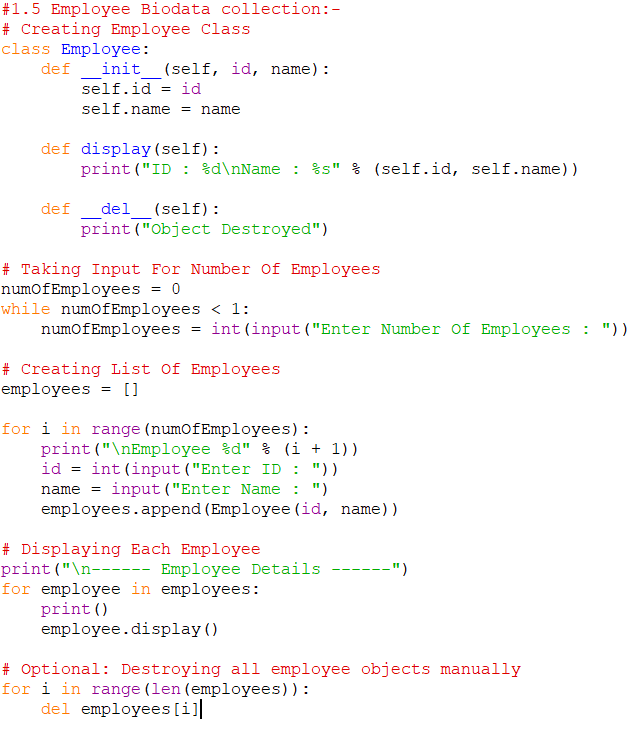 #1.5 Employee Biodata collection:-
# Creating Employee Class
class Employee:
    def __init__(self, id, name):
        self.id = id
        self.name = name

    def display(self):
        print("ID : %d\nName : %s" % (self.id, self.name))

    def __del__(self):
        print("Object Destroyed")

# Taking Input For Number Of Employees
numOfEmployees = 0
while numOfEmployees < 1:
    numOfEmployees = int(input("Enter Number Of Employees : "))

# Creating List Of Employees
employees = []

for i in range(numOfEmployees):
    print("\nEmployee %d" % (i + 1))
    id = int(input("Enter ID : "))
    name = input("Enter Name : ")
    employees.append(Employee(id, name))

# Displaying Each Employee
print("\n------ Employee Details ------")
for employee in employees:
    print()
    employee.display()

# Optional: Destroying all employee objects manually
for i in range(len(employees)):
    del employees[i]